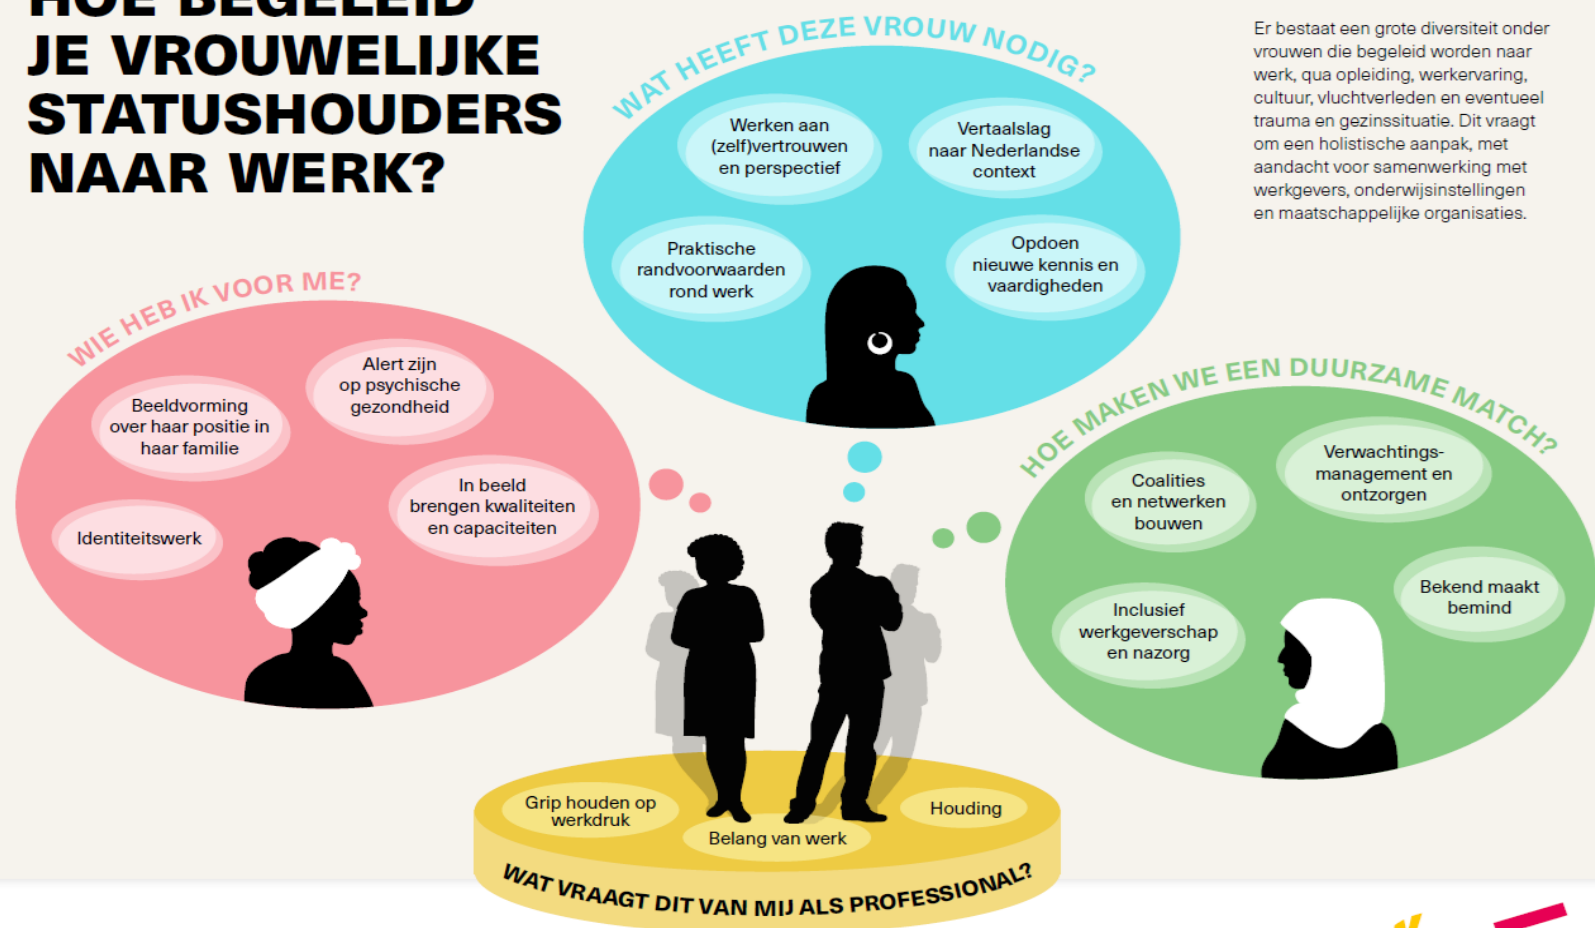 HOE BEGELEID
JE VROUWELIJKE
STATUSHOUDERS
NAAR WERK?
Er bestaat een grote diversiteit onder
vrouwen die begeleid worden naar
werk, qua opleiding, werkervaring,
cultuur, vluchtverleden en eventueel
trauma en gezinssituatie. Dit vraagt
om een holistische aanpak, met
aandacht voor samenwerking met
werkgevers, onderwijsinstellingen
en maatschappelijke organisaties.
WAT HEEFT DEZE VROUW NODIG?
Werken aan
(zelf)vertrouwen
en perspectief
Vertaalslag
naar Nederlandse
context
Praktische
randvoorwaarden
rond werk
Opdoen
nieuwe kennis en
vaardigheden
WIE HEB IK VOOR ME?
Alert zijn
op psychische
gezondheid
Beeldvorming
over haar positie in
haar familie
In beeld
brengen kwaliteiten
en capaciteiten
Identiteitswerk
HOE MAKEN WE EEN DUURZAME MATCH?
Verwachtings-
management en
ontzorgen
Coalities
en netwerken
bouwen
Bekend maakt
bemind
Inclusief
werkgeverschap
en nazorg
Grip houden op
werkdruk
Belang van werk
Houding
WAT VRAAGT DIT VAN MIJ ALS PROFESSIONAL?